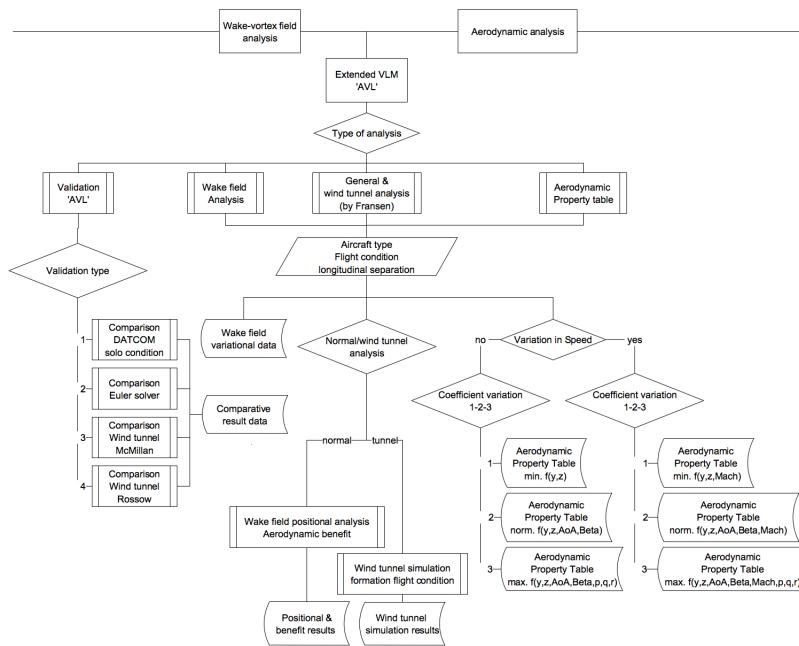 Wake-vortex field
analysis
Aerodynamic analysis
Extended VLM
'AVL'
Type of analysis
Validation
'AVL'
Wake field
Analysis
General &
wind tunnel analysis
(by Fransen)
Aerodynamic
Property table
Aircraft type
Flight condition
longitudinal separation
Validation type
Wake field
variational data
Normal/wind tunnel
analysis
no
Variation in Speed
yes
1
Comparison
DATCOM
solo condition
2
Comparison
Euler solver
3
Comparison
Wind tunnel
McMillan
4
Comparison
Wind tunnel
Rossow
Comparative
result data
Coefficient variation
1-2-3
Coefficient variation
1-2-3
normal
tunnel
1
Aerodynamic
Property Table
min. f(y,z)
2
Aerodynamic
Property Table
norm. f(y,z,AoA,Beta)
3
Aerodynamic
Property Table
max. f(y,z,AoA,Beta,p,q,r)
1
Aerodynamic
Property Table
min. f(y,z,Mach)
2
Aerodynamic
Property Table
norm. f(y,z,AoA,Beta,Mach)
3
Aerodynamic
Property Table
max. f(y,z,AoA,Beta,Mach,p,q,r)
Wake field positional analysis
Aerodynamic benefit
Wind tunnel simulation
formation flight condition
Positional &
benefit results
Wind tunnel
simulation results